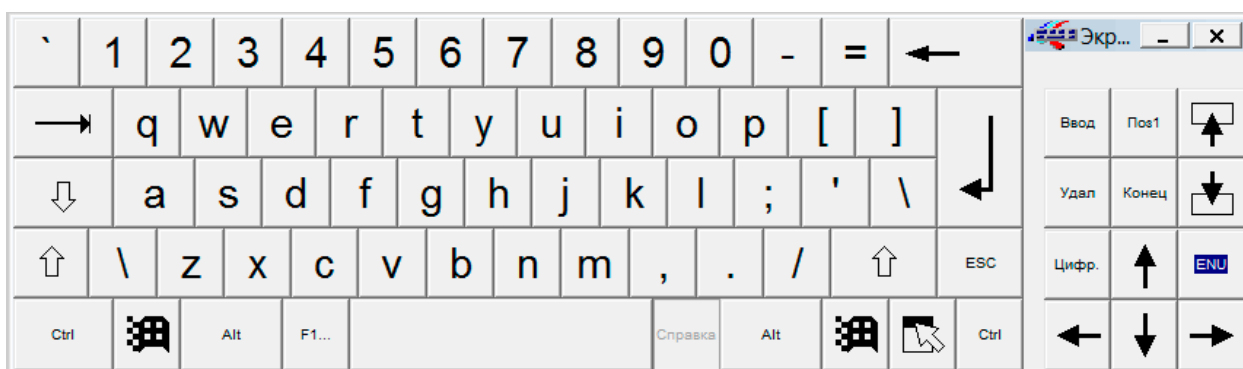 ` 1 2 3 4 5 6 7 8 9 0 - = Экр...
q w e r t y u i o p [ ] Ввод Поз1
a s d f g h j k l ; ' \ Удал Конец
\ z x c v b n m , . / ESC Цифр. ENU
Ctrl Alt F1... Справка Alt Ctrl